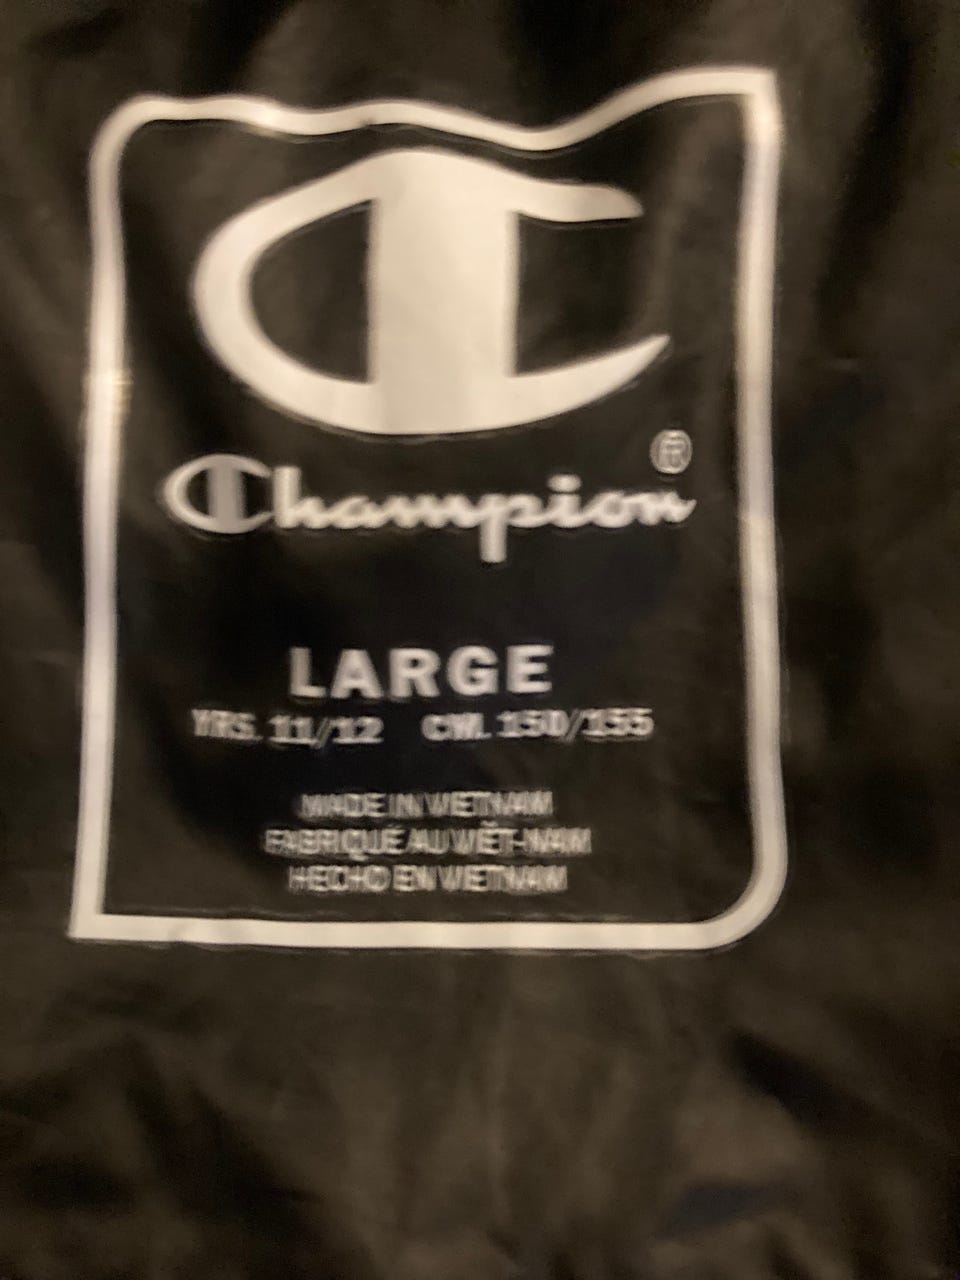 Champion®
LARGE
YRS. 11/12 CM. 150/155
MADE IN VIETNAM
FABRIQUÉ AU VIÊT-NAM
HECHO EN VIETNAM